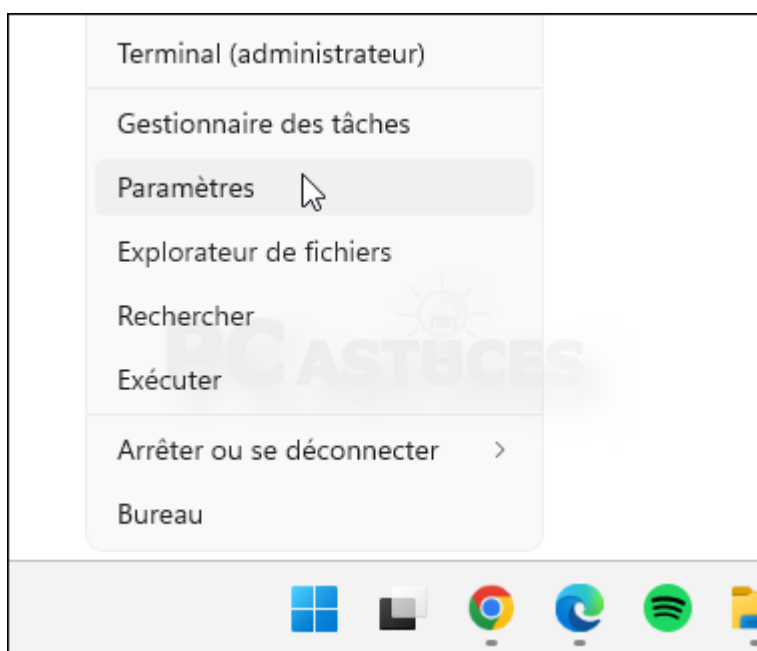 Terminal (administrateur)
Gestionnaire des tâches
Paramètres
Explorateur de fichiers
Rechercher
Exécuter
Arrêter ou se déconnecter
Bureau
PC ASTUCES